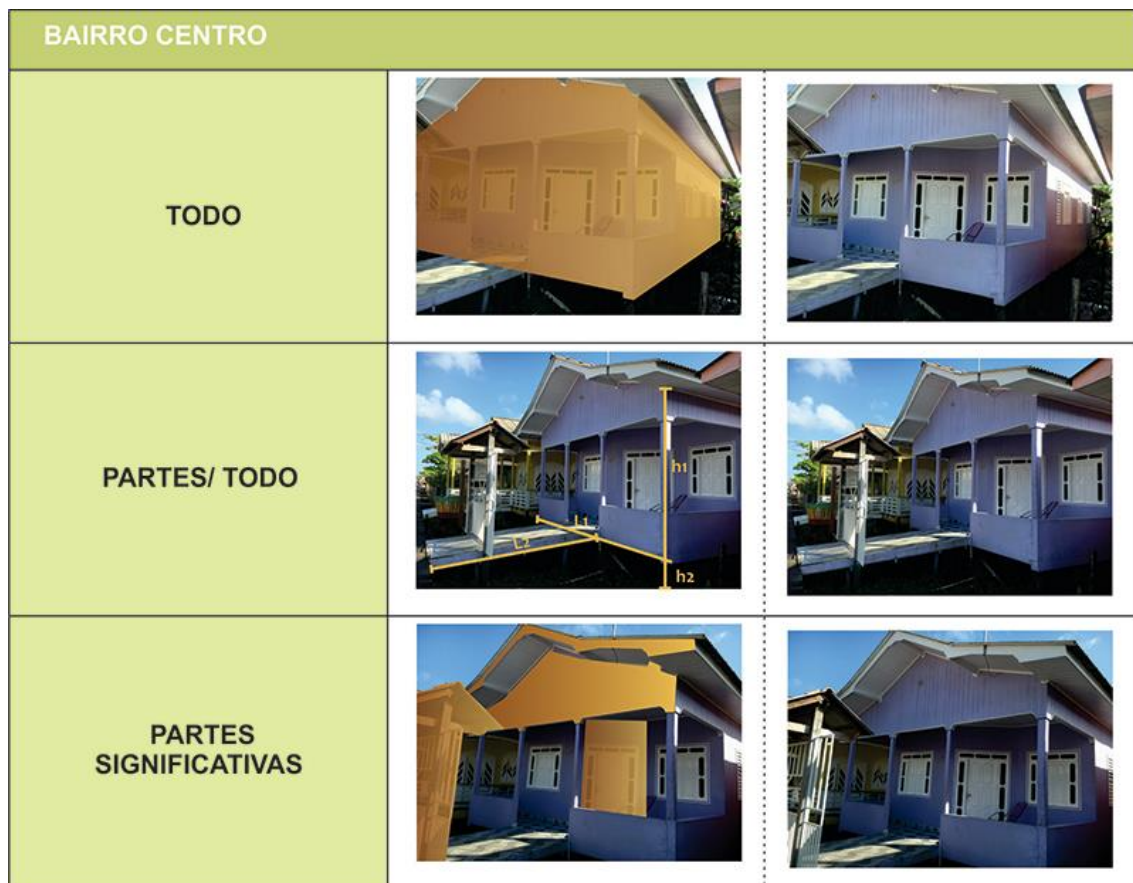 BAIRRO CENTRO
TODO
PARTES/ TODO
h1
L1
L2
h2
PARTES
SIGNIFICATIVAS